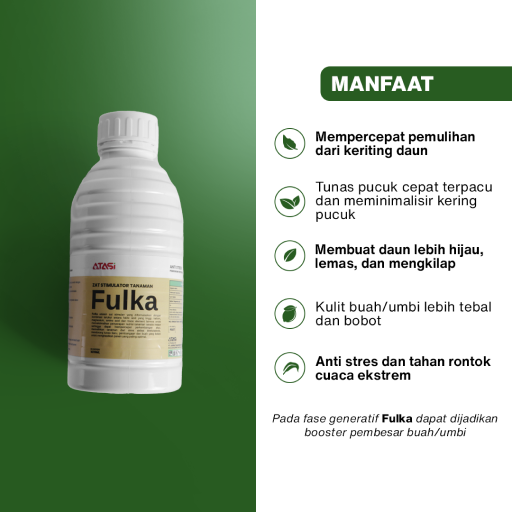 ATASI
ZAT STIMULATOR TANAMAN
Fulka
MANFAAT
Mempercepat pemulihan
dari keriting daun
Tunas pucuk cepat terpacu
dan meminimalisir kering
pucuk
Membuat daun lebih hijau,
lemas, dan mengkilap
Kulit buah/umbi lebih tebal
dan bobot
Anti stres dan tahan rontok
cuaca ekstrem
Pada fase generatif Fulka dapat dijadikan
booster pembesar buah/umbi